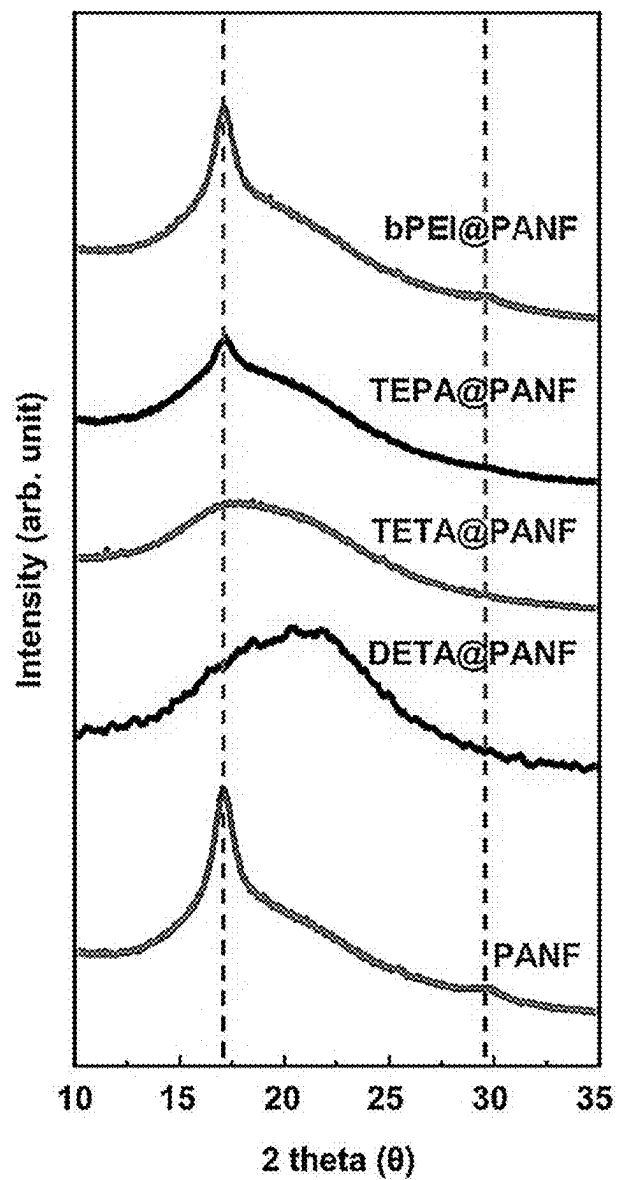 bPEI@PANF
TEPA@PANF
TETA@PANF
DETA@PANF
PANF
Intensity (arb. unit)
10 15 20 25 30 35
2 theta (θ)